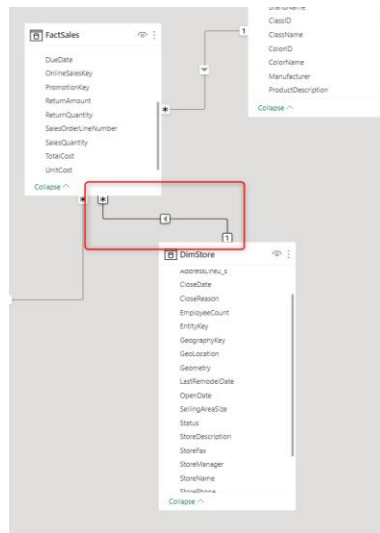 FactSales
DueDate
OnlineSalesKey
PromotionKey
ReturnAmount
ReturnQuantity
SalesOrderLineNumber
SalesQuantity
TotalCost
UnitCost
Collapse
*
*
*
1
ClassID
ClassName
ColorID
ColorName
Manufacturer
ProductDescription
Collapse
1
DimStore
CloseDate
CloseReason
EmployeeCount
EntityKey
GeographyKey
GeoLocation
Geometry
LastRemodelDate
OpenDate
SellingAreaSize
Status
StoreDescription
StoreFax
StoreManager
StoreName
StorePhone
Collapse